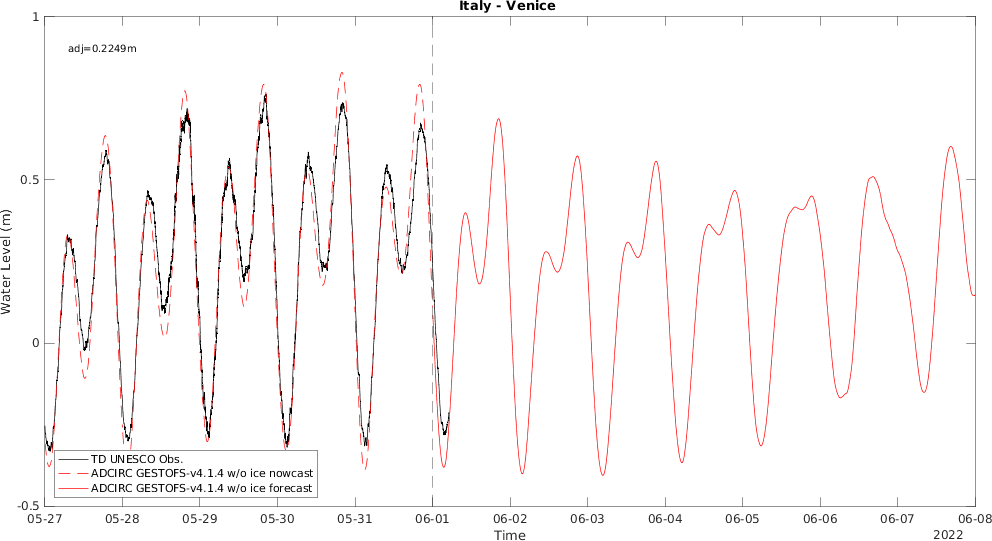 Italy - Venice
adj=0.2249m
1
0.5
0
-0.5
Water Level (m)
TD UNESCO Obs.
ADCIRC GESTOFS-v4.1.4 w/o ice nowcast
ADCIRC GESTOFS-v4.1.4 w/o ice forecast
05-27 05-28 05-29 05-30 05-31 06-01 06-02 06-03 06-04 06-05 06-06 06-07 06-08
Time
2022